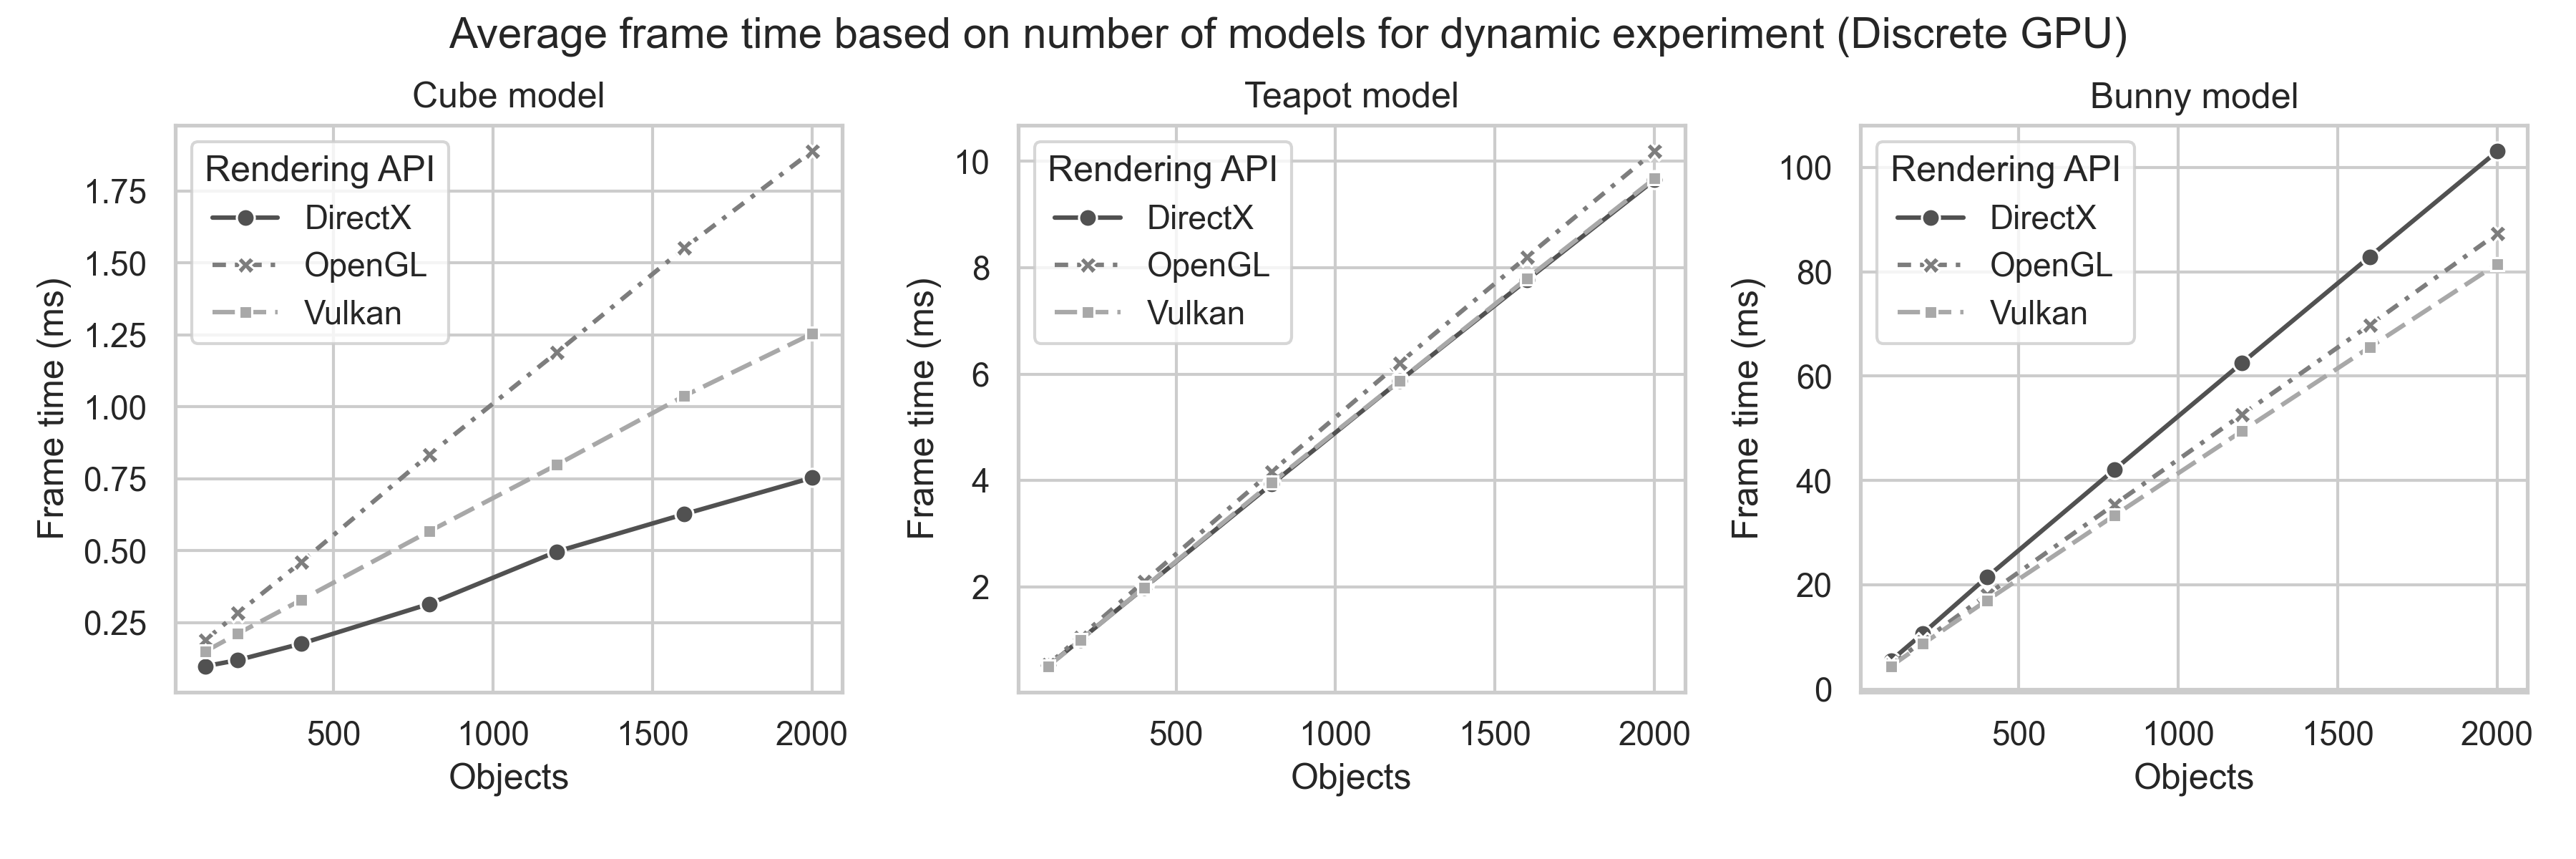 Average frame time based on number of models for dynamic experiment (Discrete GPU)
Cube model
Rendering API
DirectX
OpenGL
Vulkan
1.75
1.50
1.25
1.00
0.75
0.50
0.25
Frame time (ms)
500 1000 1500 2000
Objects
Teapot model
Rendering API
DirectX
OpenGL
Vulkan
10
8
6
4
2
Frame time (ms)
500 1000 1500 2000
Objects
Bunny model
Rendering API
DirectX
OpenGL
Vulkan
100
80
60
40
20
0
Frame time (ms)
500 1000 1500 2000
Objects